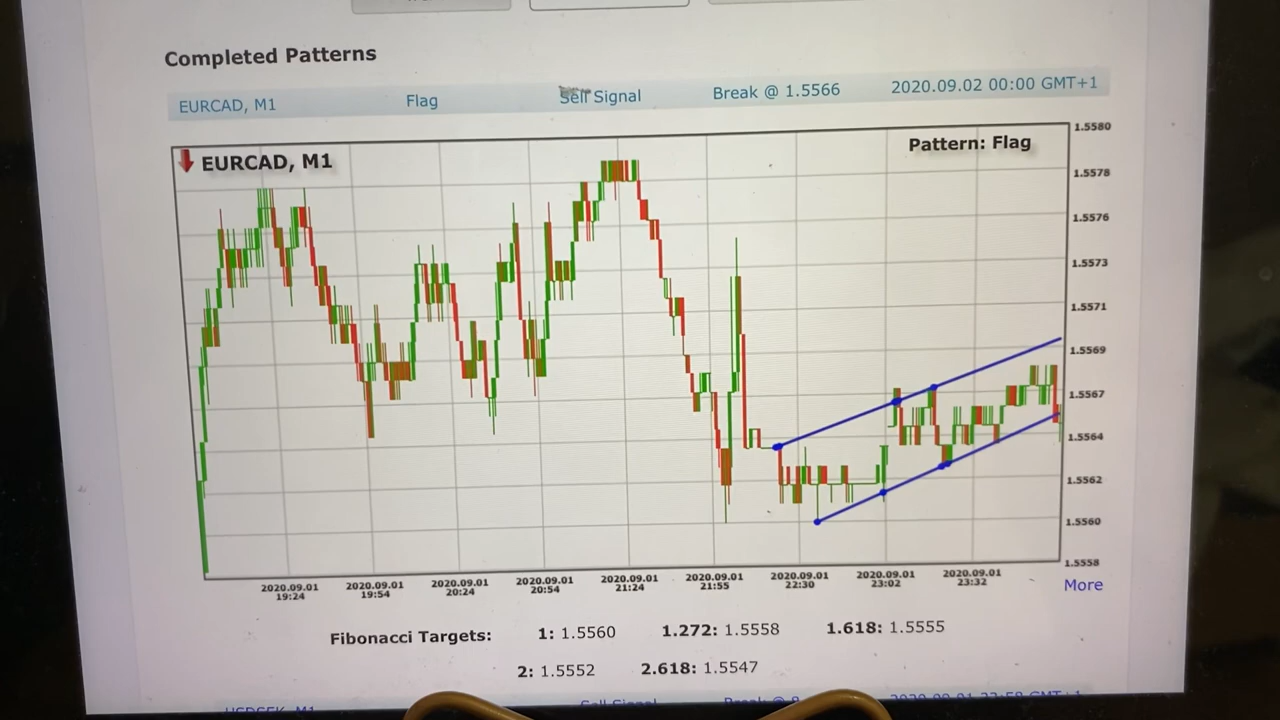 Completed Patterns
EURCAD, M1 Flag Sell Signal Break @ 1.5566 2020.09.02 00:00 GMT+1
EURCAD, M1 Pattern: Flag
1.5580
1.5578
1.5576
1.5573
1.5571
1.5569
1.5567
1.5564
1.5562
1.5560
1.5558
2020.09.01 2020.09.01 2020.09.01 2020.09.01 2020.09.01 2020.09.01 2020.09.01 2020.09.01 2020.09.01
19:24 19:54 20:24 20:54 21:24 21:55 22:30 23:02 23:32
More
Fibonacci Targets: 1: 1.5560 1.272: 1.5558 1.618: 1.5555
2: 1.5552 2.618: 1.5547
Sell Signal